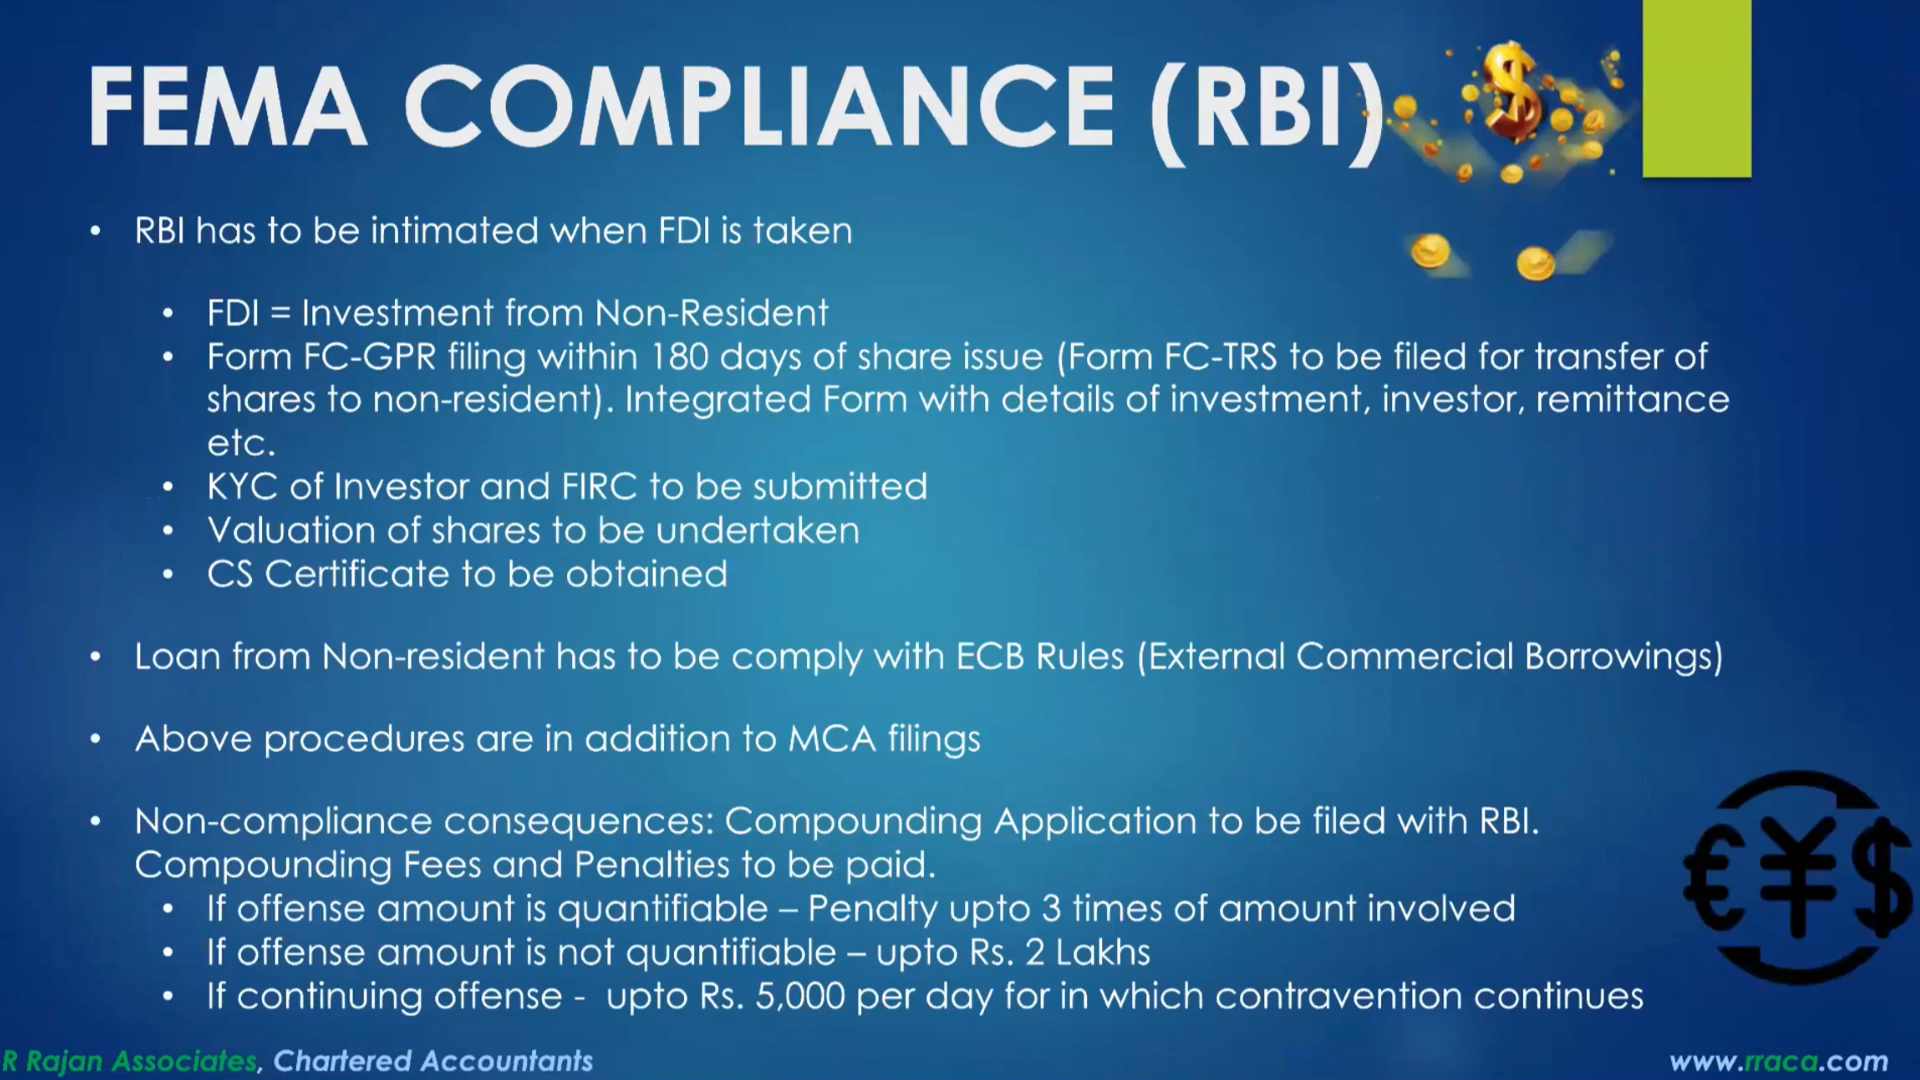 FEMA COMPLIANCE (RBI)
• RBI has to be intimated when FDI is taken
• FDI = Investment from Non-Resident
• Form FC-GPR filing within 180 days of share issue (Form FC-TRS to be filed for transfer of
shares to non-resident). Integrated Form with details of investment, investor, remittance
etc.
• KYC of Investor and FIRC to be submitted
• Valuation of shares to be undertaken
• CS Certificate to be obtained
• Loan from Non-resident has to be comply with ECB Rules (External Commercial Borrowings)
• Above procedures are in addition to MCA filings
• Non-compliance consequences: Compounding Application to be filed with RBI.
Compounding Fees and Penalties to be paid.
• If offense amount is quantifiable – Penalty upto 3 times of amount involved
• If offense amount is not quantifiable – upto Rs. 2 Lakhs
• If continuing offense - upto Rs. 5,000 per day for in which contravention continues
€¥$
R Rajan Associates, Chartered Accountants
www.rraca.com